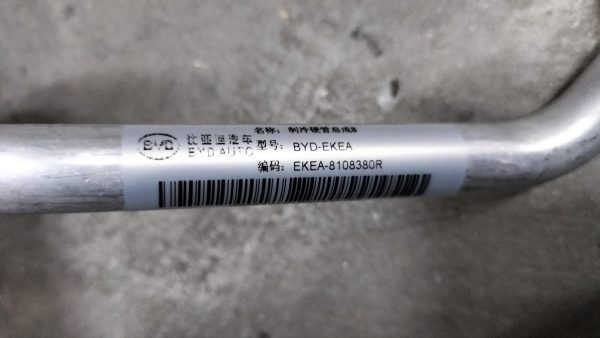 名称: 制冷硬管总成B
BYD 比亚迪汽车 型号: BYD-EKEA
BYD AUTO
编码: EKEA-8108380R